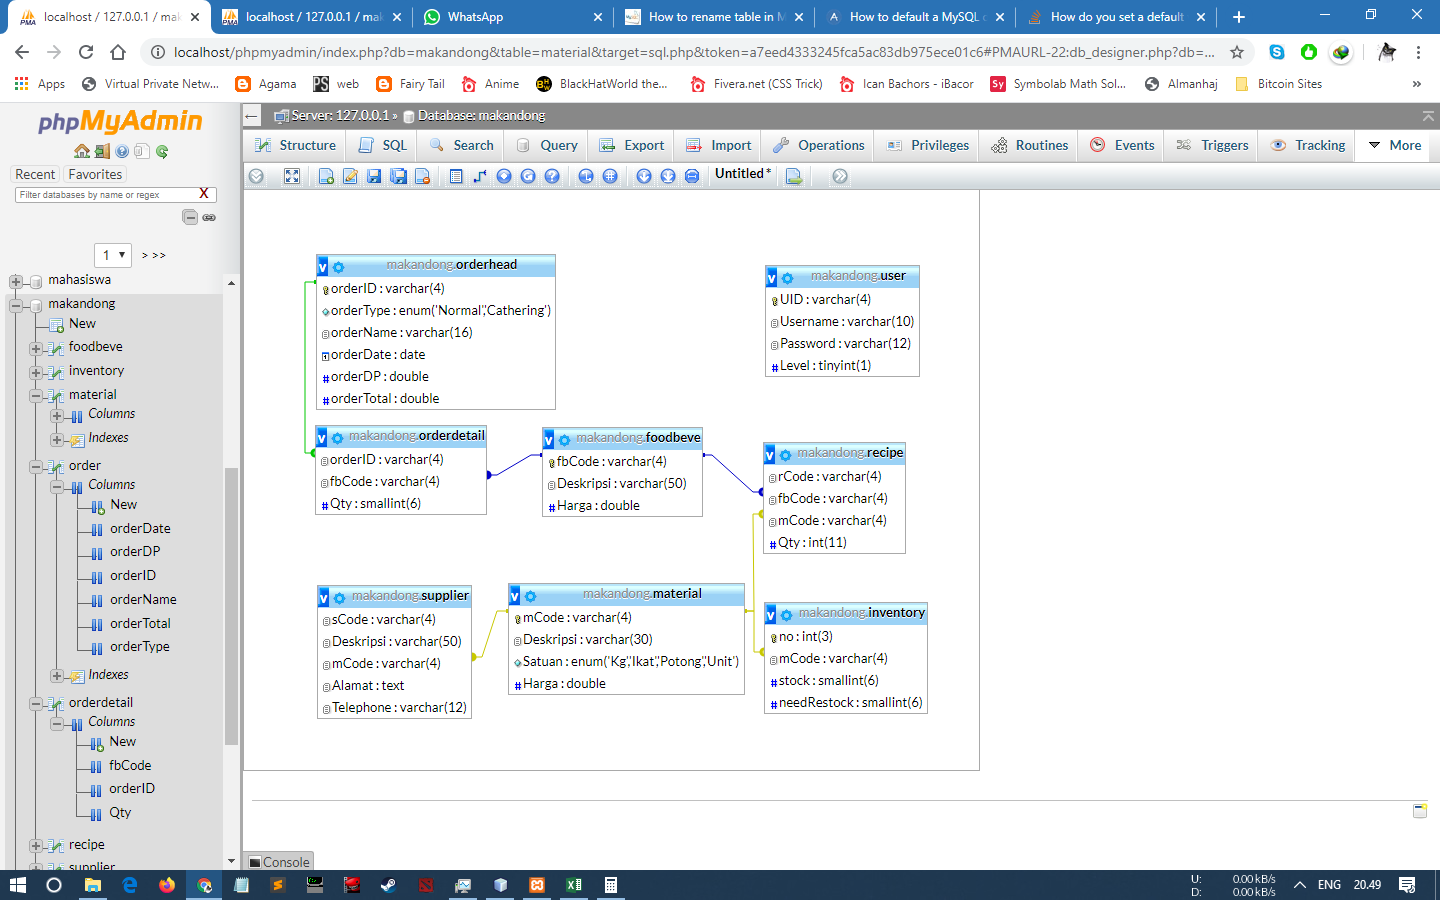 localhost / 127.0.0.1 / mak
localhost / 127.0.0.1 / mak
WhatsApp
How to rename table in M
How to default a MySQL c
How do you set a default
localhost/phpmyadmin/index.php?db=makandong&table=material&target=sql.php&token=a7eed4333245fca5ac83db975ece01c6#PMAURL-22:db_designer.php?db=...
Apps
Virtual Private Netw...
Agama
web
Fairy Tail
Anime
BlackHatWorld the...
Fivera.net (CSS Trick)
Ican Bachors - iBacor
Sy
Symbolab Math Sol...
Almanhaj
Bitcoin Sites
»
phpMyAdmin
Recent
Favorites
Filter databases by name or regex
X
1
> >>
mahasiswa
makandong
New
foodbeve
inventory
material
Columns
Indexes
order
Columns
New
orderDate
orderDP
orderID
orderName
orderTotal
orderType
Indexes
orderdetail
Columns
New
fbCode
orderID
Qty
recipe
supplier
Server: 127.0.0.1 » Database: makandong
Structure
SQL
Search
Query
Export
Import
Operations
Privileges
Routines
Events
Triggers
Tracking
More
Untitled *
makandong.orderhead
orderID : varchar(4)
orderType : enum('Normal','Cathering')
orderName : varchar(16)
orderDate : date
orderDP : double
orderTotal : double
makandong.user
UID : varchar(4)
Username : varchar(10)
Password : varchar(12)
Level : tinyint(1)
makandong.orderdetail
orderID : varchar(4)
fbCode : varchar(4)
Qty : smallint(6)
makandong.foodbeve
fbCode : varchar(4)
Deskripsi : varchar(50)
Harga : double
makandong.recipe
rCode : varchar(4)
fbCode : varchar(4)
mCode : varchar(4)
Qty : int(11)
makandong.supplier
sCode : varchar(4)
Deskripsi : varchar(50)
mCode : varchar(4)
Alamat : text
Telephone : varchar(12)
makandong.material
mCode : varchar(4)
Deskripsi : varchar(30)
Satuan : enum('Kg','Ikat','Potong','Unit')
Harga : double
makandong.inventory
no : int(3)
mCode : varchar(4)
stock : smallint(6)
needRestock : smallint(6)
Console
U: 0.00 kB/s
D: 0.00 kB/s
ENG
20.49